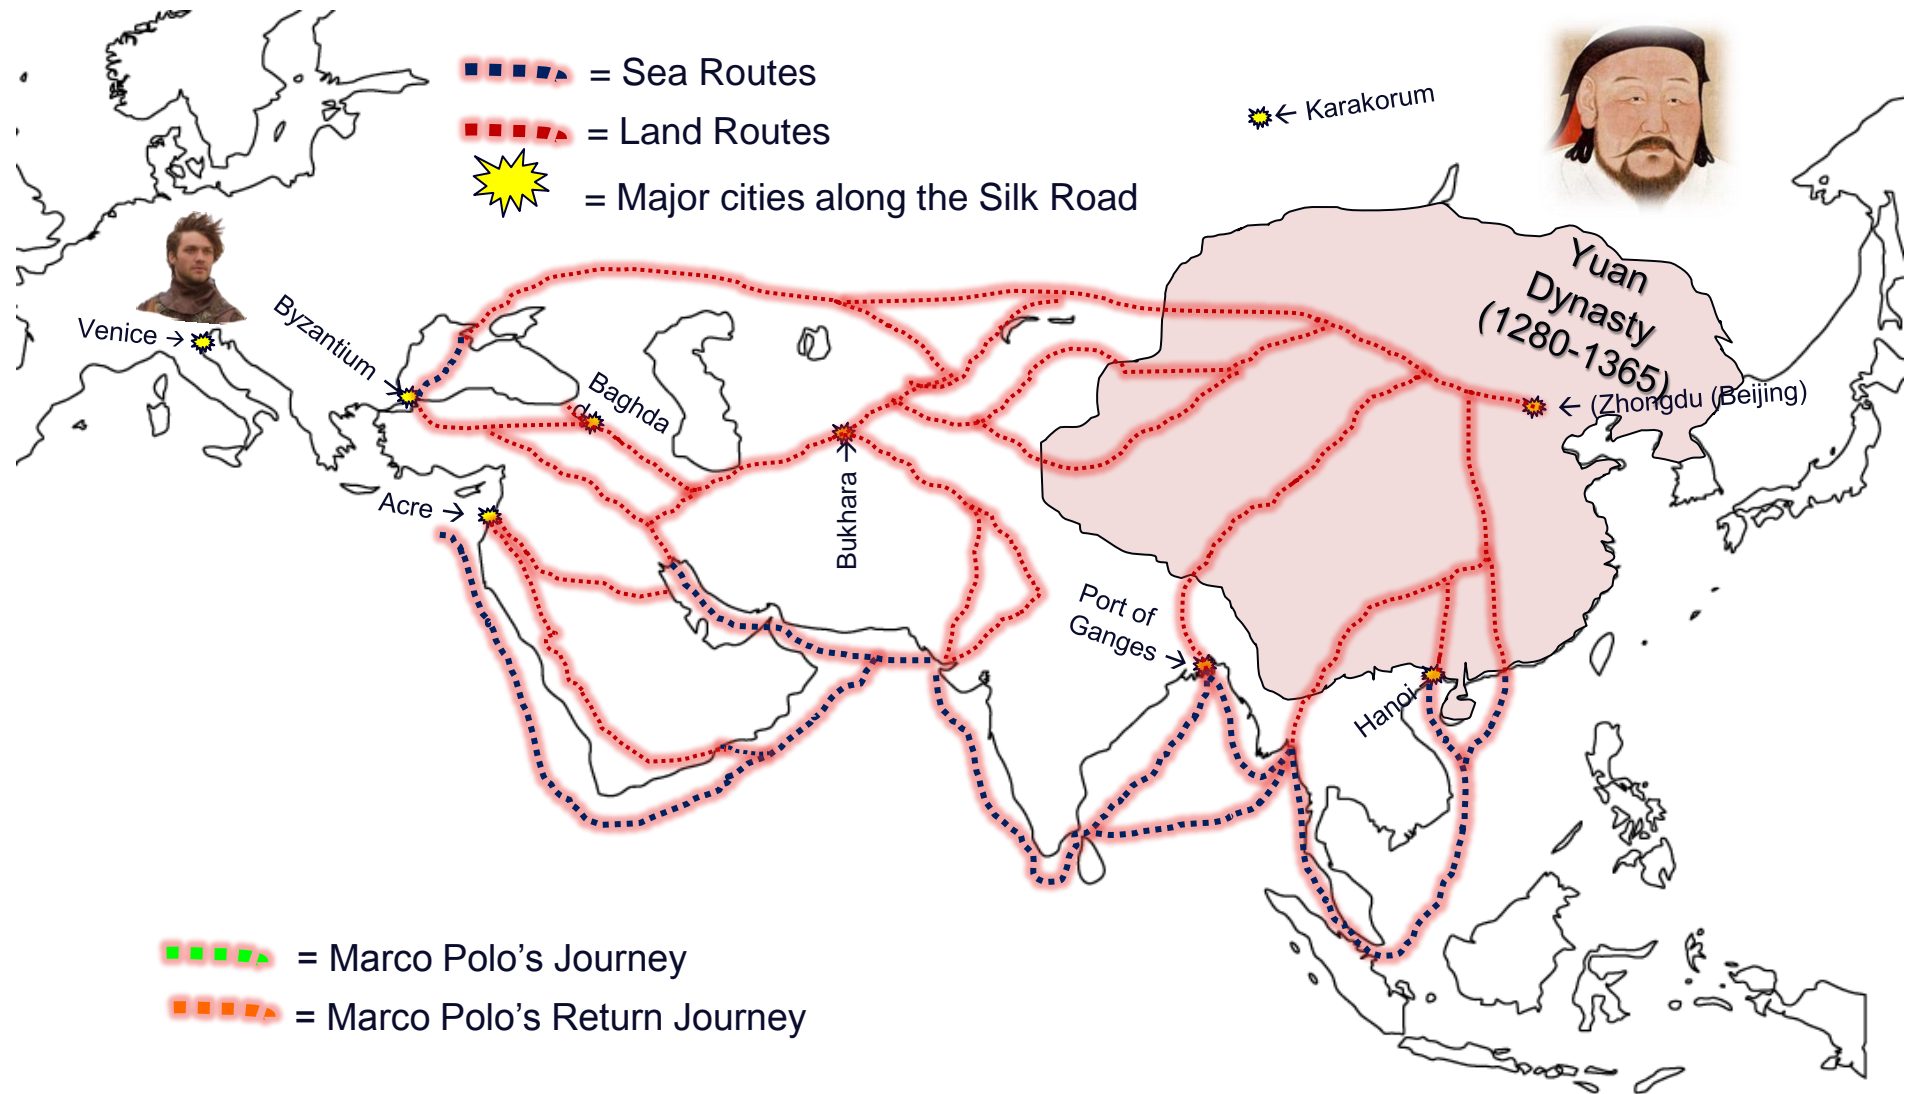 = Sea Routes
= Land Routes
= Major cities along the Silk Road
← Karakorum
Yuan
Dynasty
(1280-1365)
Venice →
Byzantium →
Baghda
d→
← (Zhongdu (Beijing)
Acre →
Bukhara →
Port of
Ganges →
Hanoi
= Marco Polo’s Journey
= Marco Polo’s Return Journey